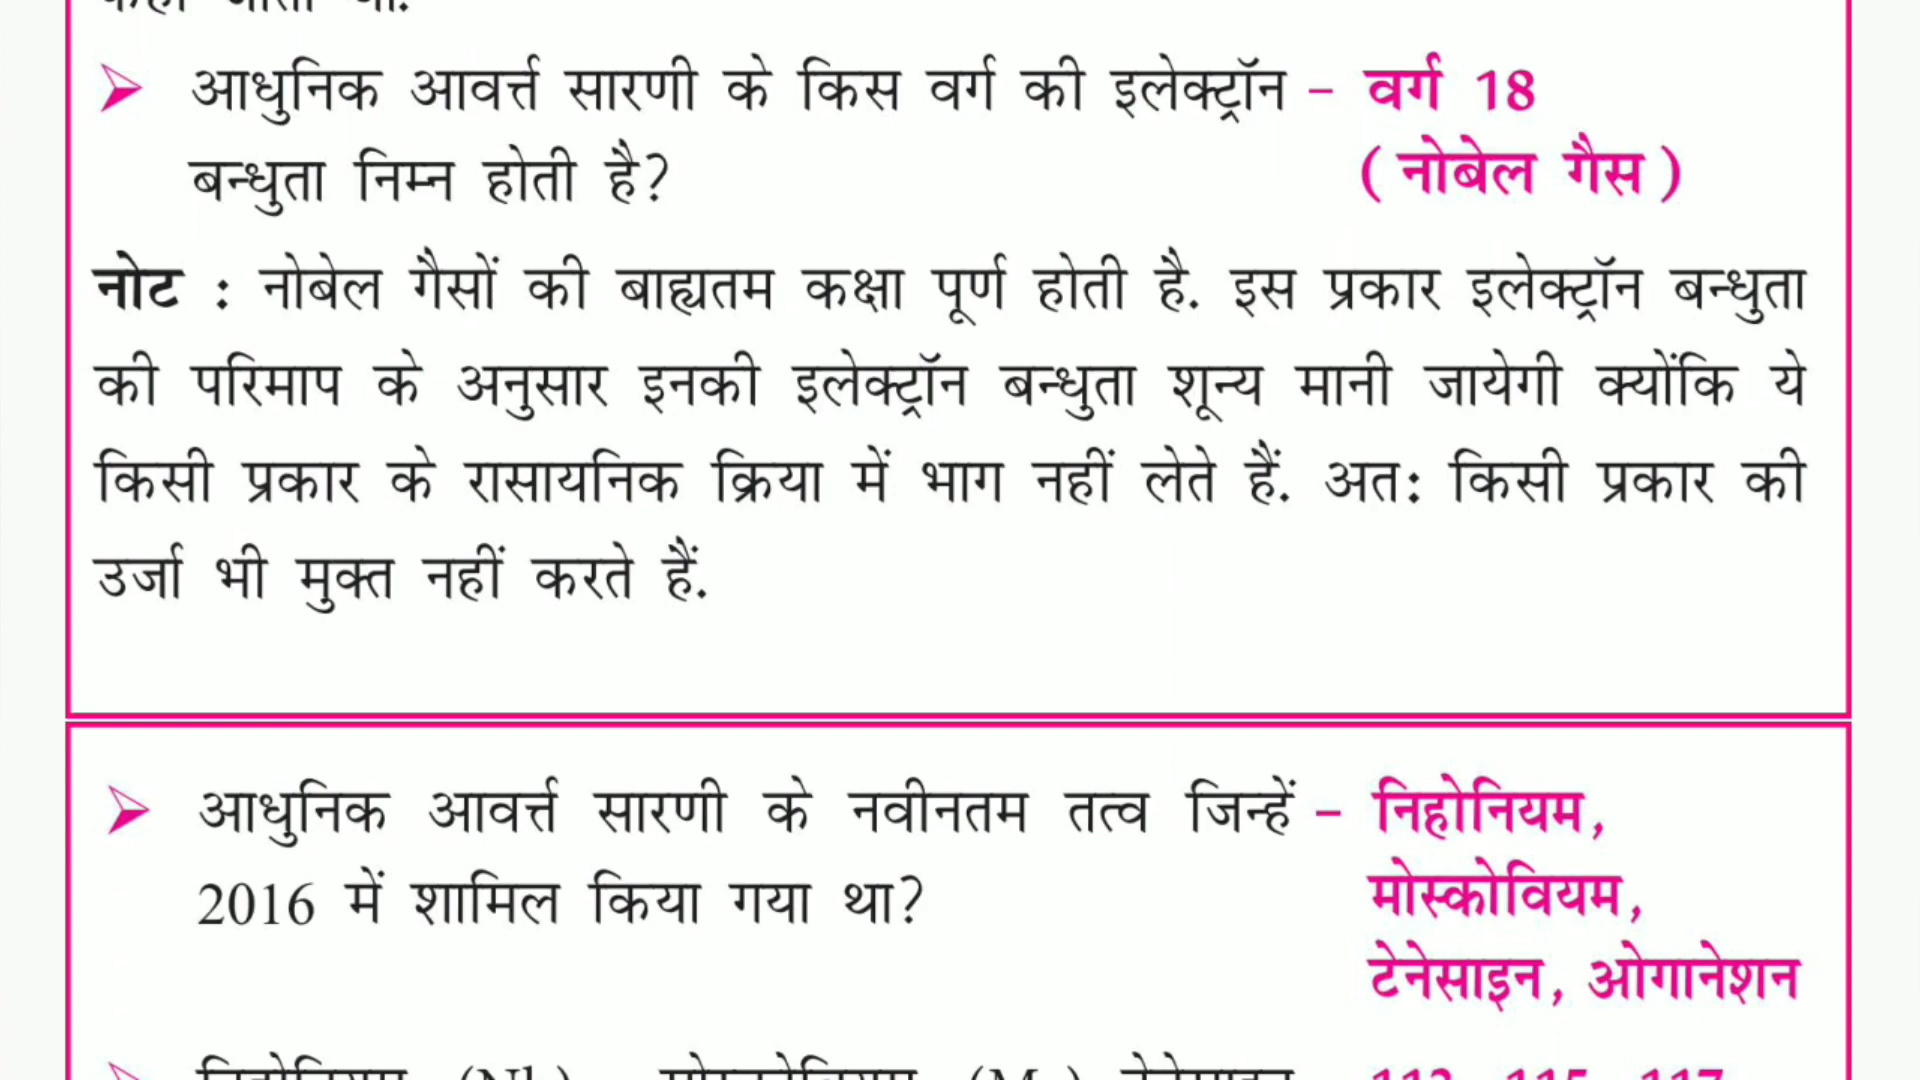 ➢ आधुनिक आवर्त्त सारणी के किस वर्ग की इलेक्ट्रॉन – वर्ग 18
बन्धुता निम्न होती है? ( नोबेल गैस )
नोट : नोबेल गैसों की बाह्यतम कक्षा पूर्ण होती है. इस प्रकार इलेक्ट्रॉन बन्धुता
की परिमाप के अनुसार इनकी इलेक्ट्रॉन बन्धुता शून्य मानी जायेगी क्योंकि ये
किसी प्रकार के रासायनिक क्रिया में भाग नहीं लेते हैं. अतः किसी प्रकार की
उर्जा भी मुक्त नहीं करते हैं.
➢ आधुनिक आवर्त्त सारणी के नवीनतम तत्व जिन्हें – निहोनियम,
2016 में शामिल किया गया था? मोस्कोवियम,
टेनेसाइन, ओगानेशन